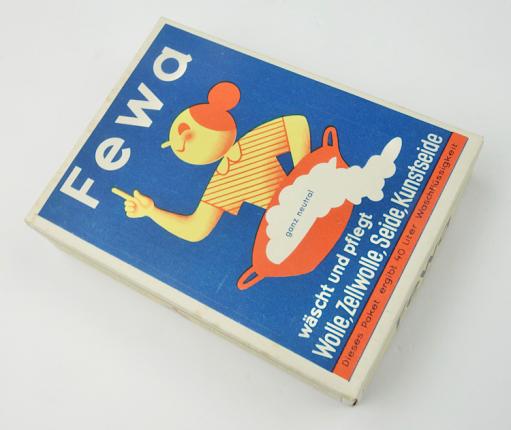 Fewa
ganz neutral
wäscht und pflegt
Wolle, Zellwolle, Seide, Kunstseide
Dieses Paket ergibt 40 Liter Waschflüssigkeit